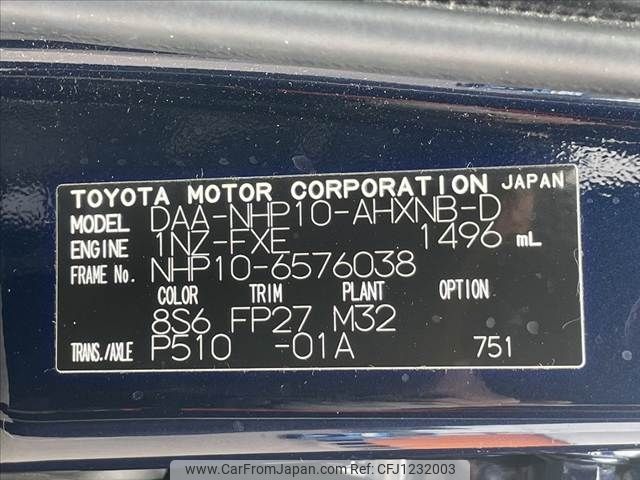 TOYOTA MOTOR CORPORATION JAPAN
MODEL DAA-NHP10-AHXNB-D
ENGINE 1NZ-FXE 1496 mL
FRAME No. NHP10-6576038
COLOR TRIM PLANT OPTION
8S6 FP27 M32
TRANS./AXLE P510 -01A 751
www.CarFromJapan.com | CFJ1232003